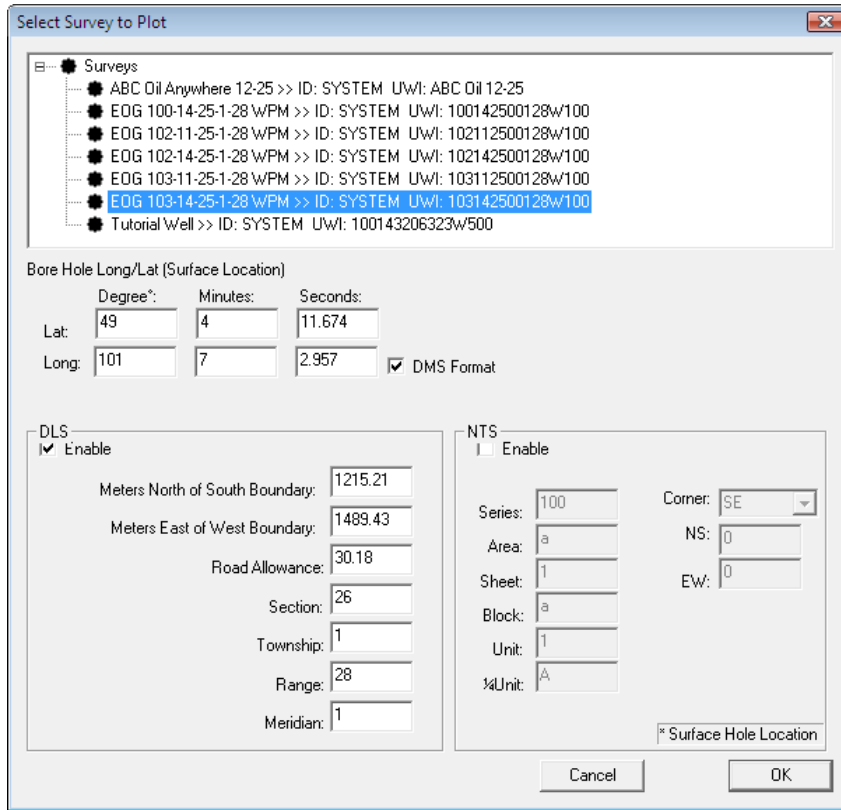 Select Survey to Plot
Surveys
ABC Oil Anywhere 12-25 >> ID: SYSTEM UWI: ABC Oil 12-25
EOG 100-14-25-1-28 WPM >> ID: SYSTEM UWI: 100142500128W100
EOG 102-11-25-1-28 WPM >> ID: SYSTEM UWI: 102112500128W100
EOG 102-14-25-1-28 WPM >> ID: SYSTEM UWI: 102142500128W100
EOG 103-11-25-1-28 WPM >> ID: SYSTEM UWI: 103112500128W100
EOG 103-14-25-1-28 WPM >> ID: SYSTEM UWI: 103142500128W100
Tutorial Well >> ID: SYSTEM UWI: 100143206323W500
Bore Hole Long/Lat (Surface Location)
Degree*: Minutes: Seconds:
Lat: 49 4 11.674
Long: 101 7 2.957 DMS Format
DLS
Enable
Meters North of South Boundary: 1215.21
Meters East of West Boundary: 1489.43
Road Allowance: 30.18
Section: 26
Township: 1
Range: 28
Meridian: 1
NTS
Enable
Series: 100
Area: a
Sheet: 1
Block: a
Unit: 1
¼Unit: A
Corner: SE
NS: 0
EW: 0
* Surface Hole Location
Cancel OK